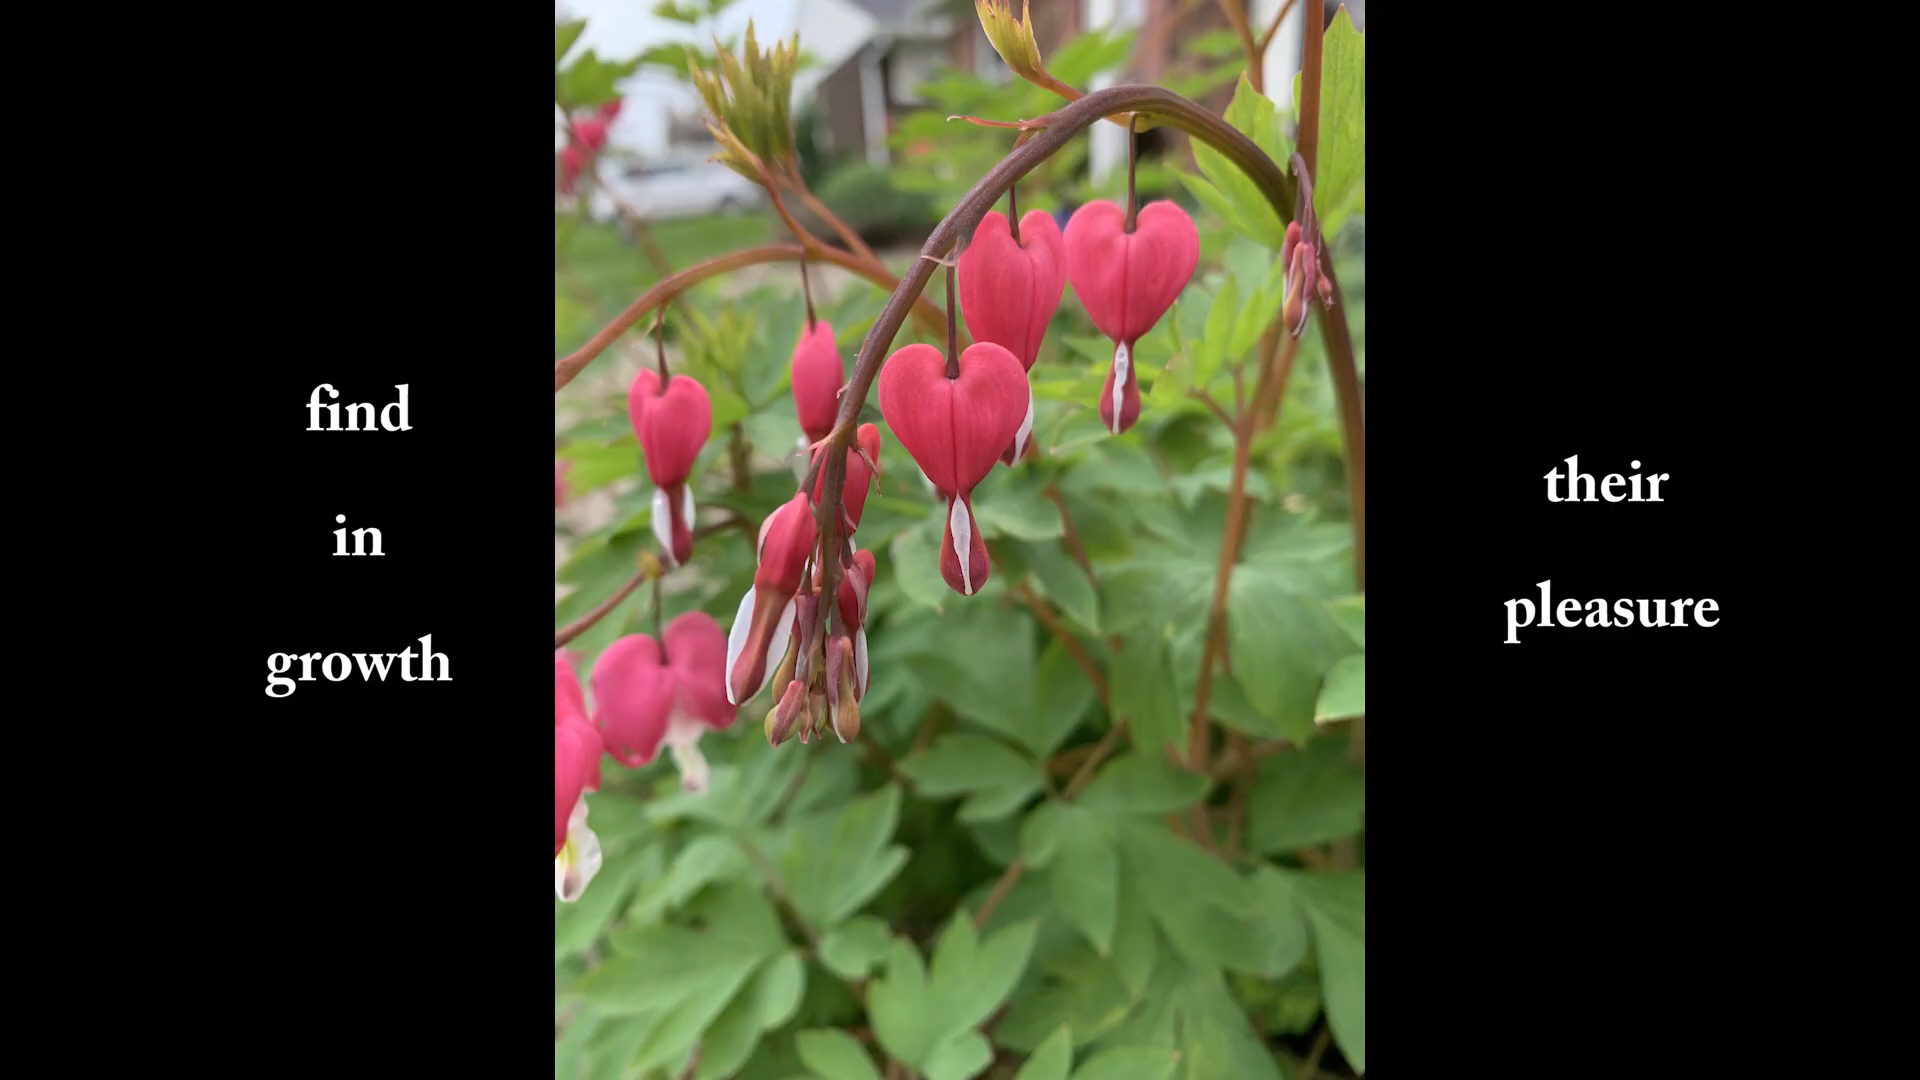 find
in
growth
their
pleasure